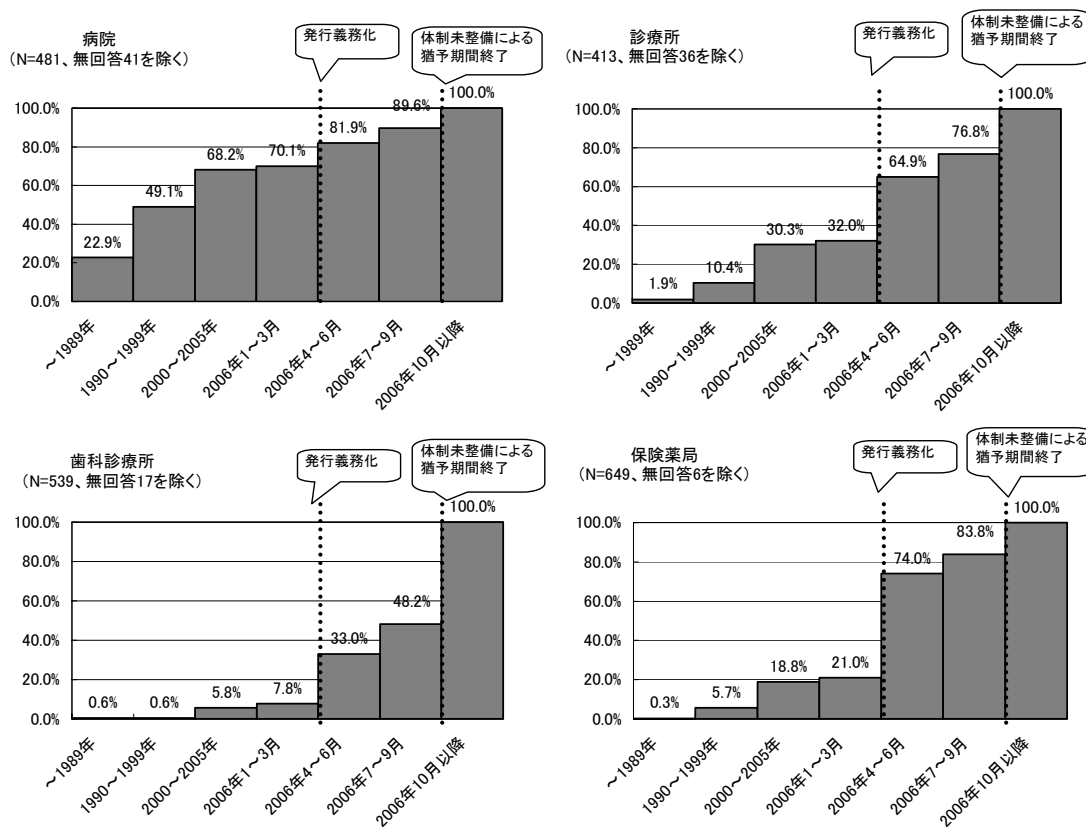 病院
(N=481、無回答41を除く)
発行義務化
体制未整備による
猶予期間終了
100.0%
80.0%
60.0%
40.0%
20.0%
0.0%
22.9%
49.1%
68.2%
70.1%
81.9%
89.6%
100.0%
~1989年
1990~1999年
2000~2005年
2006年1~3月
2006年4~6月
2006年7~9月
2006年10月以降
診療所
(N=413、無回答36を除く)
発行義務化
体制未整備による
猶予期間終了
100.0%
80.0%
60.0%
40.0%
20.0%
0.0%
1.9%
10.4%
30.3%
32.0%
64.9%
76.8%
100.0%
~1989年
1990~1999年
2000~2005年
2006年1~3月
2006年4~6月
2006年7~9月
2006年10月以降
歯科診療所
(N=539、無回答17を除く)
発行義務化
体制未整備による
猶予期間終了
100.0%
80.0%
60.0%
40.0%
20.0%
0.0%
0.6%
0.6%
5.8%
7.8%
33.0%
48.2%
100.0%
~1989年
1990~1999年
2000~2005年
2006年1~3月
2006年4~6月
2006年7~9月
2006年10月以降
保険薬局
(N=649、無回答6を除く)
発行義務化
体制未整備による
猶予期間終了
100.0%
80.0%
60.0%
40.0%
20.0%
0.0%
0.3%
5.7%
18.8%
21.0%
74.0%
83.8%
100.0%
~1989年
1990~1999年
2000~2005年
2006年1~3月
2006年4~6月
2006年7~9月
2006年10月以降